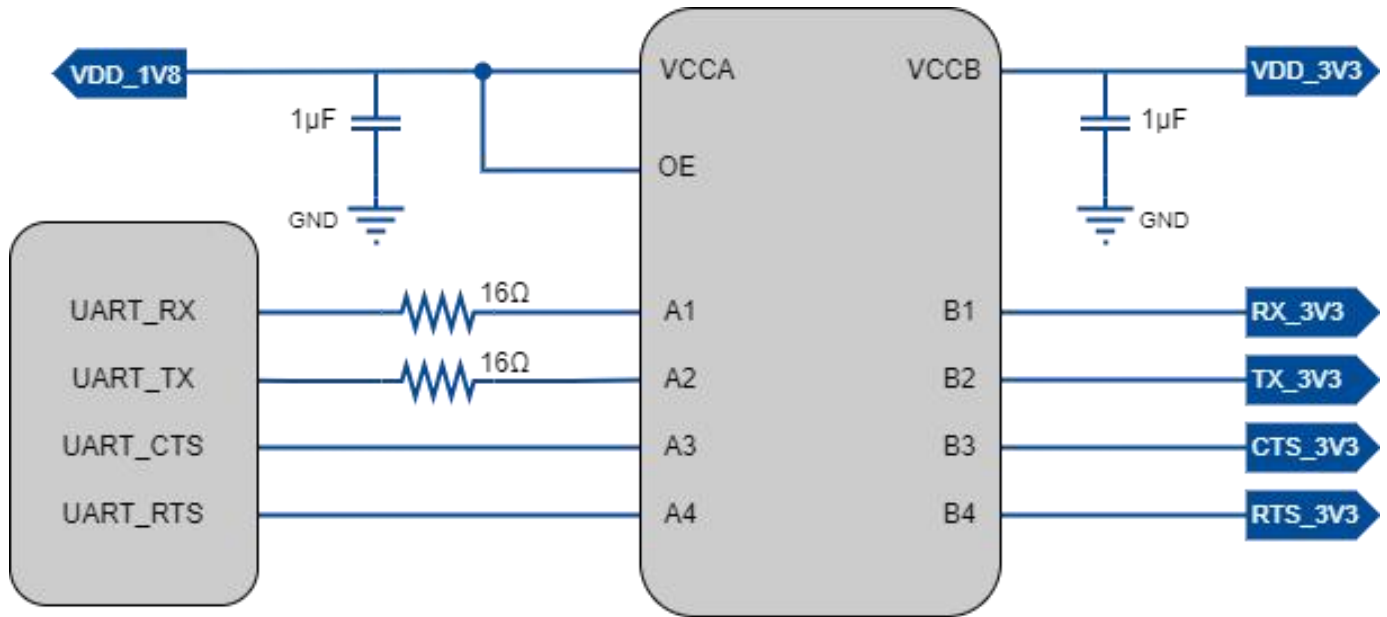 VDD_1V8
VCCA
VCCB
VDD_3V3
1µF
1µF
OE
GND
GND
UART_RX
16Ω
A1
B1
RX_3V3
UART_TX
16Ω
A2
B2
TX_3V3
UART_CTS
A3
B3
CTS_3V3
UART_RTS
A4
B4
RTS_3V3